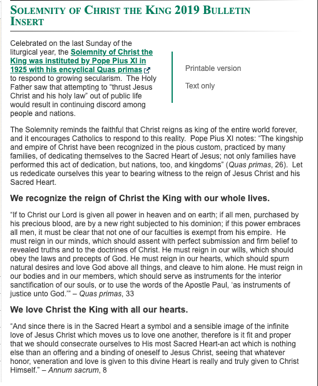 SOLEMNITY OF CHRIST THE KING 2019 BULLETIN
INSERT
Celebrated on the last Sunday of the
liturgical year, the Solemnity of Christ the
King was instituted by Pope Pius XI in
1925 with his encyclical Quas primas
to respond to growing secularism. The Holy
Father saw that attempting to “thrust Jesus
Christ and his holy law” out of public life
would result in continuing discord among
people and nations.
Printable version
Text only
The Solemnity reminds the faithful that Christ reigns as king of the entire world forever,
and it encourages Catholics to respond to this reality. Pope Pius XI notes: “The kingship
and empire of Christ have been recognized in the pious custom, practiced by many
families, of dedicating themselves to the Sacred Heart of Jesus; not only families have
performed this act of dedication, but nations, too, and kingdoms” (Quas primas, 26). Let
us rededicate ourselves this year to bearing witness to the reign of Jesus Christ and his
Sacred Heart.
We recognize the reign of Christ the King with our whole lives.
“If to Christ our Lord is given all power in heaven and on earth; if all men, purchased by
his precious blood, are by a new right subjected to his dominion; if this power embraces
all men, it must be clear that not one of our faculties is exempt from his empire. He
must reign in our minds, which should assent with perfect submission and firm belief to
revealed truths and to the doctrines of Christ. He must reign in our wills, which should
obey the laws and precepts of God. He must reign in our hearts, which should spurn
natural desires and love God above all things, and cleave to him alone. He must reign in
our bodies and in our members, which should serve as instruments for the interior
sanctification of our souls, or to use the words of the Apostle Paul, ‘as instruments of
justice unto God.’” – Quas primas, 33
We love Christ the King with all our hearts.
“And since there is in the Sacred Heart a symbol and a sensible image of the infinite
love of Jesus Christ which moves us to love one another, therefore is it fit and proper
that we should consecrate ourselves to His most Sacred Heart-an act which is nothing
else than an offering and a binding of oneself to Jesus Christ, seeing that whatever
honor, veneration and love is given to this divine Heart is really and truly given to Christ
Himself.” – Annum sacrum, 8